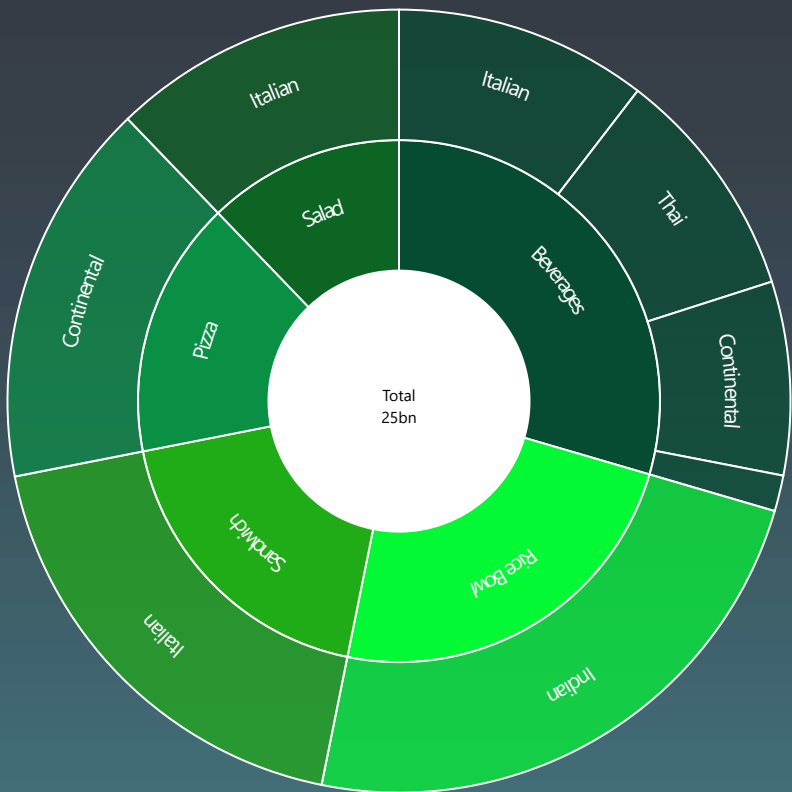 Italian
Italian
Thai
Salad
Beverages
Continental
Pizza
Continental
Total
25bn
Sandwich
Rice Bowl
Italian
Indian